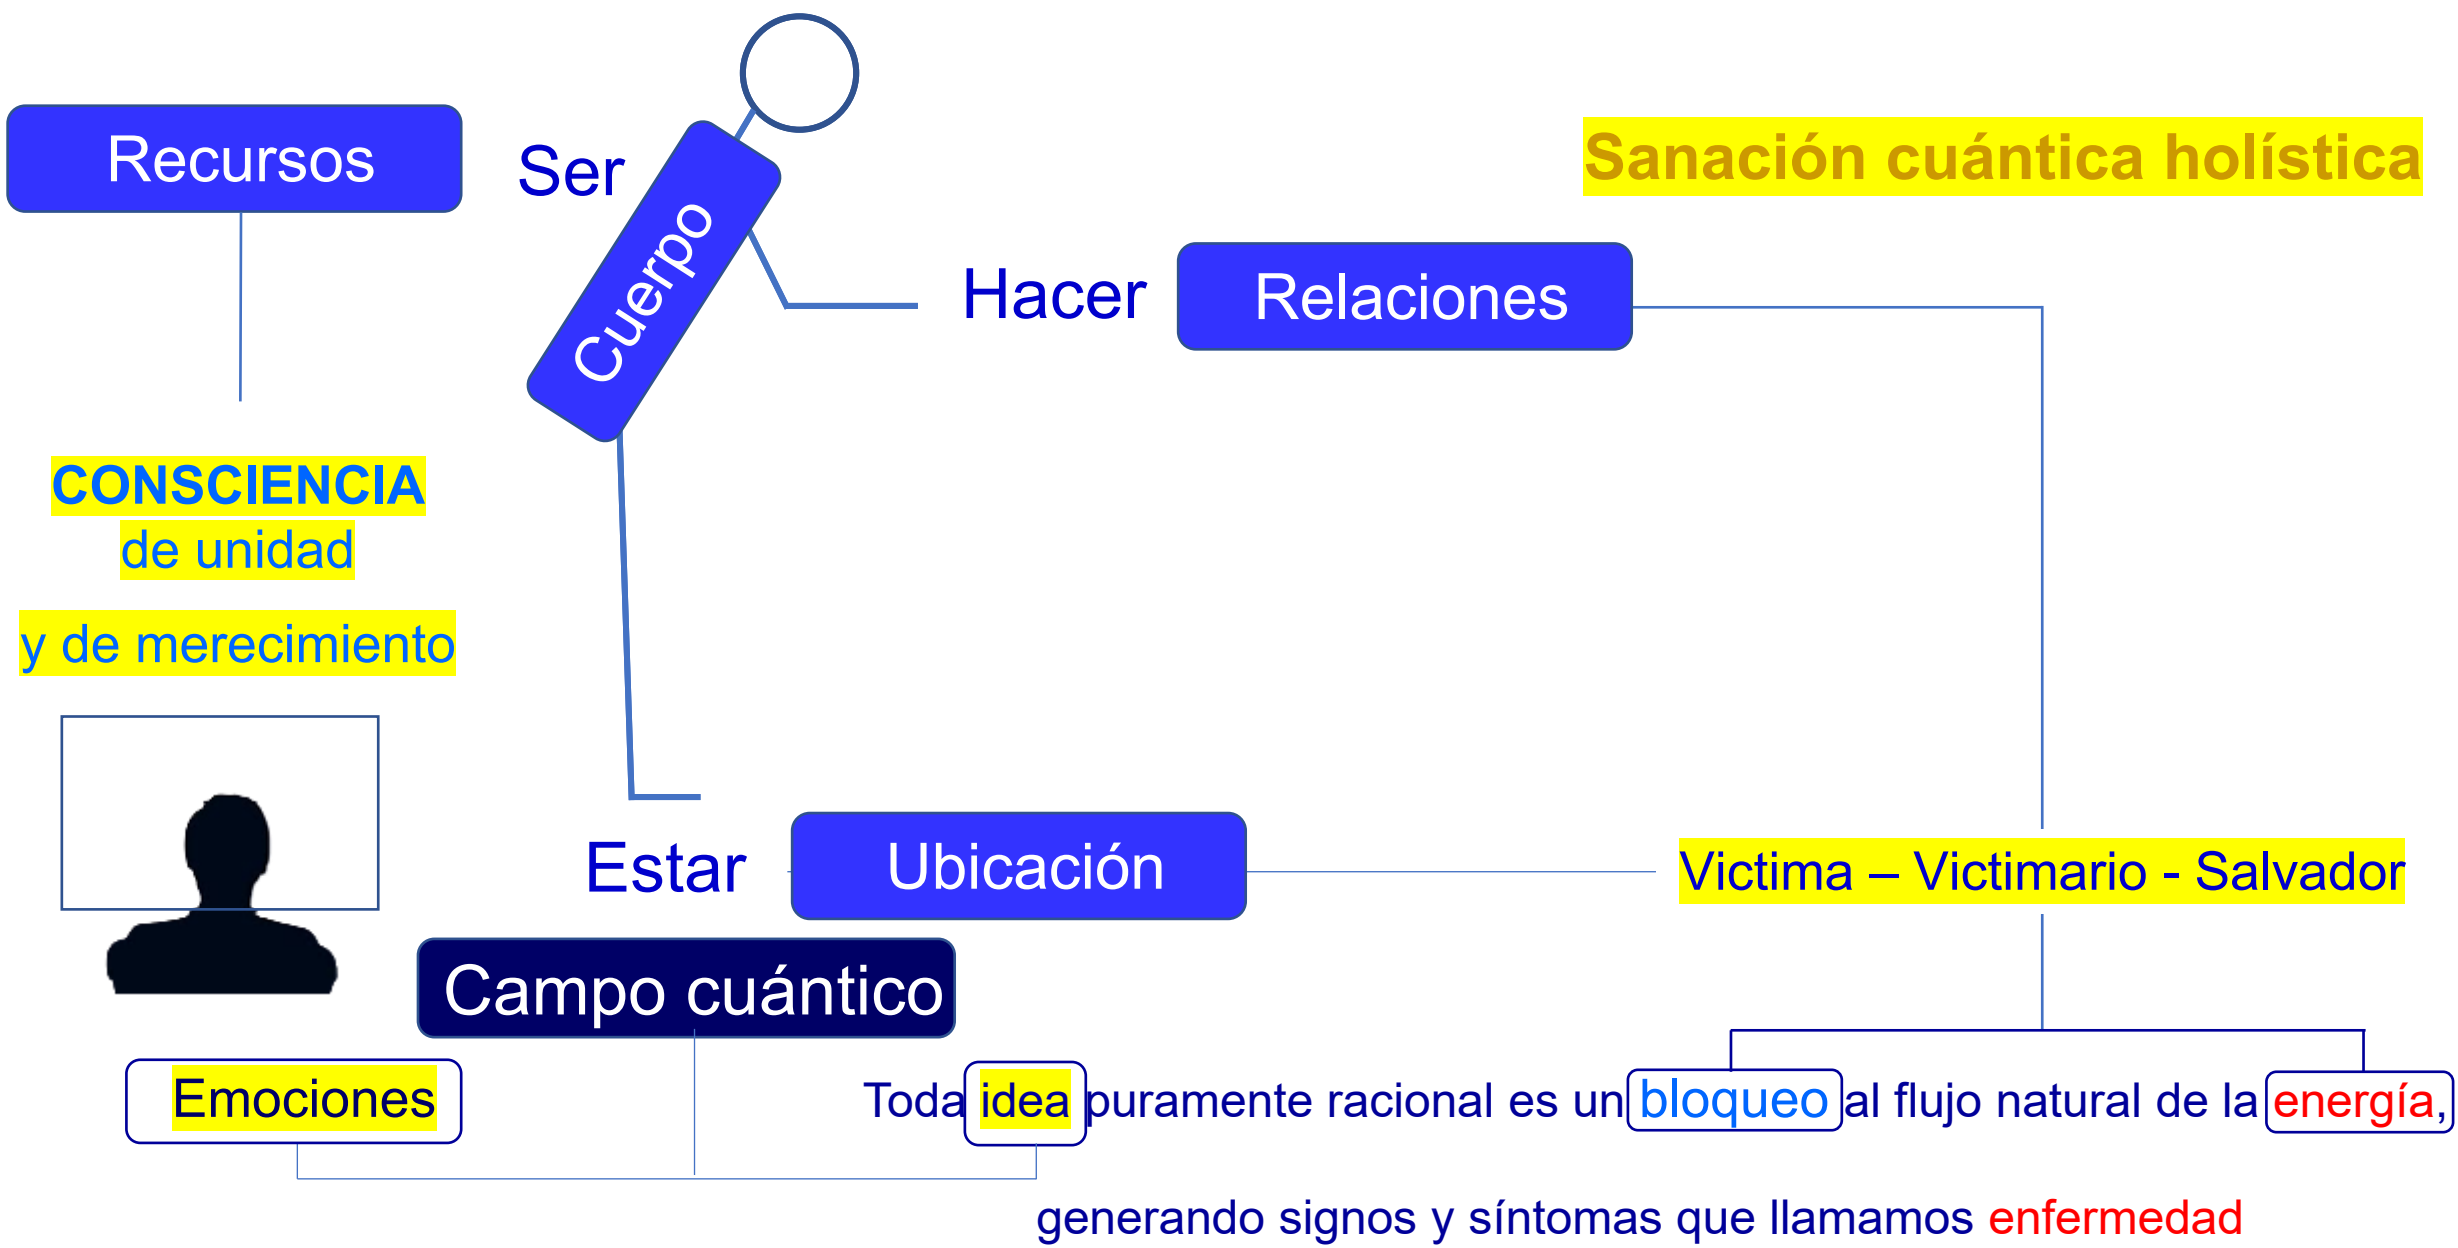 Recursos
Ser
Cuerpo
Sanación cuántica holística
Hacer
Relaciones
CONSCIENCIA
de unidad
y de merecimiento
Estar
Ubicación
Victima – Victimario - Salvador
Campo cuántico
Emociones
Toda idea puramente racional es un bloqueo al flujo natural de la energía,
generando signos y síntomas que llamamos enfermedad